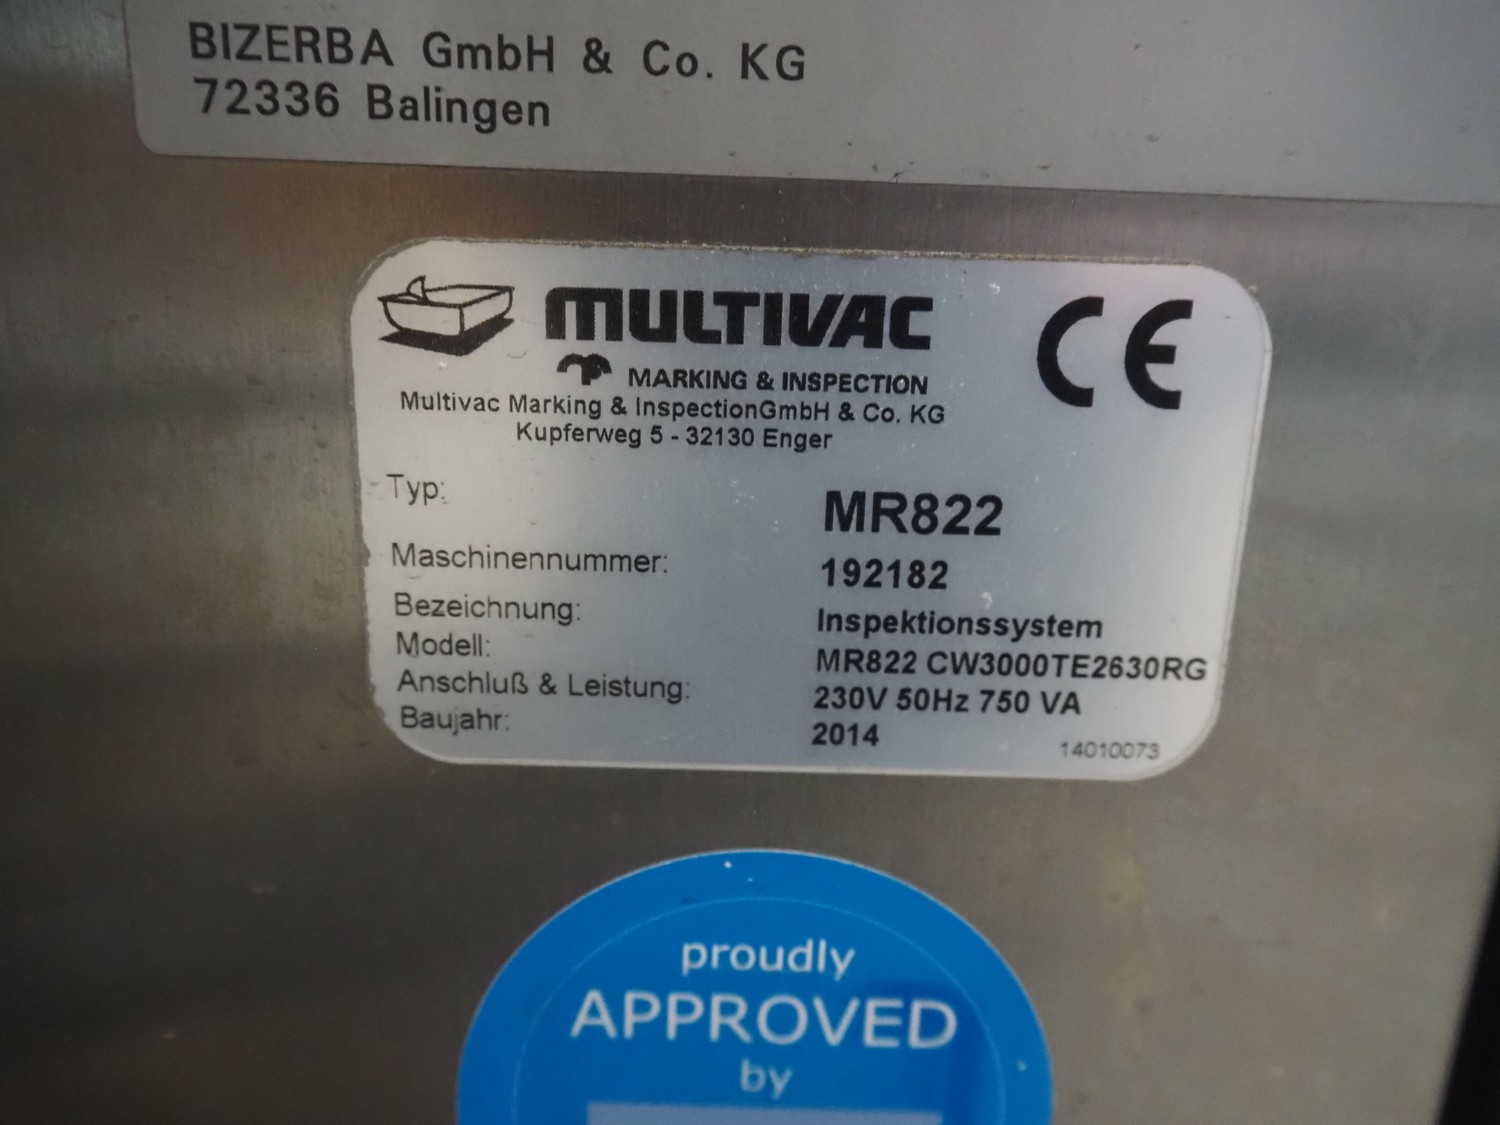 BIZERBA GmbH & Co. KG
72336 Balingen
MULTIVAC
MARKING & INSPECTION
CE
Multivac Marking & InspectionGmbH & Co. KG
Kupferweg 5 - 32130 Enger
Typ: MR822
Maschinennummer: 192182
Bezeichnung: Inspektionssystem
Modell: MR822 CW3000TE2630RG
Anschluß & Leistung: 230V 50Hz 750 VA
Baujahr: 2014
14010073
proudly
APPROVED
by